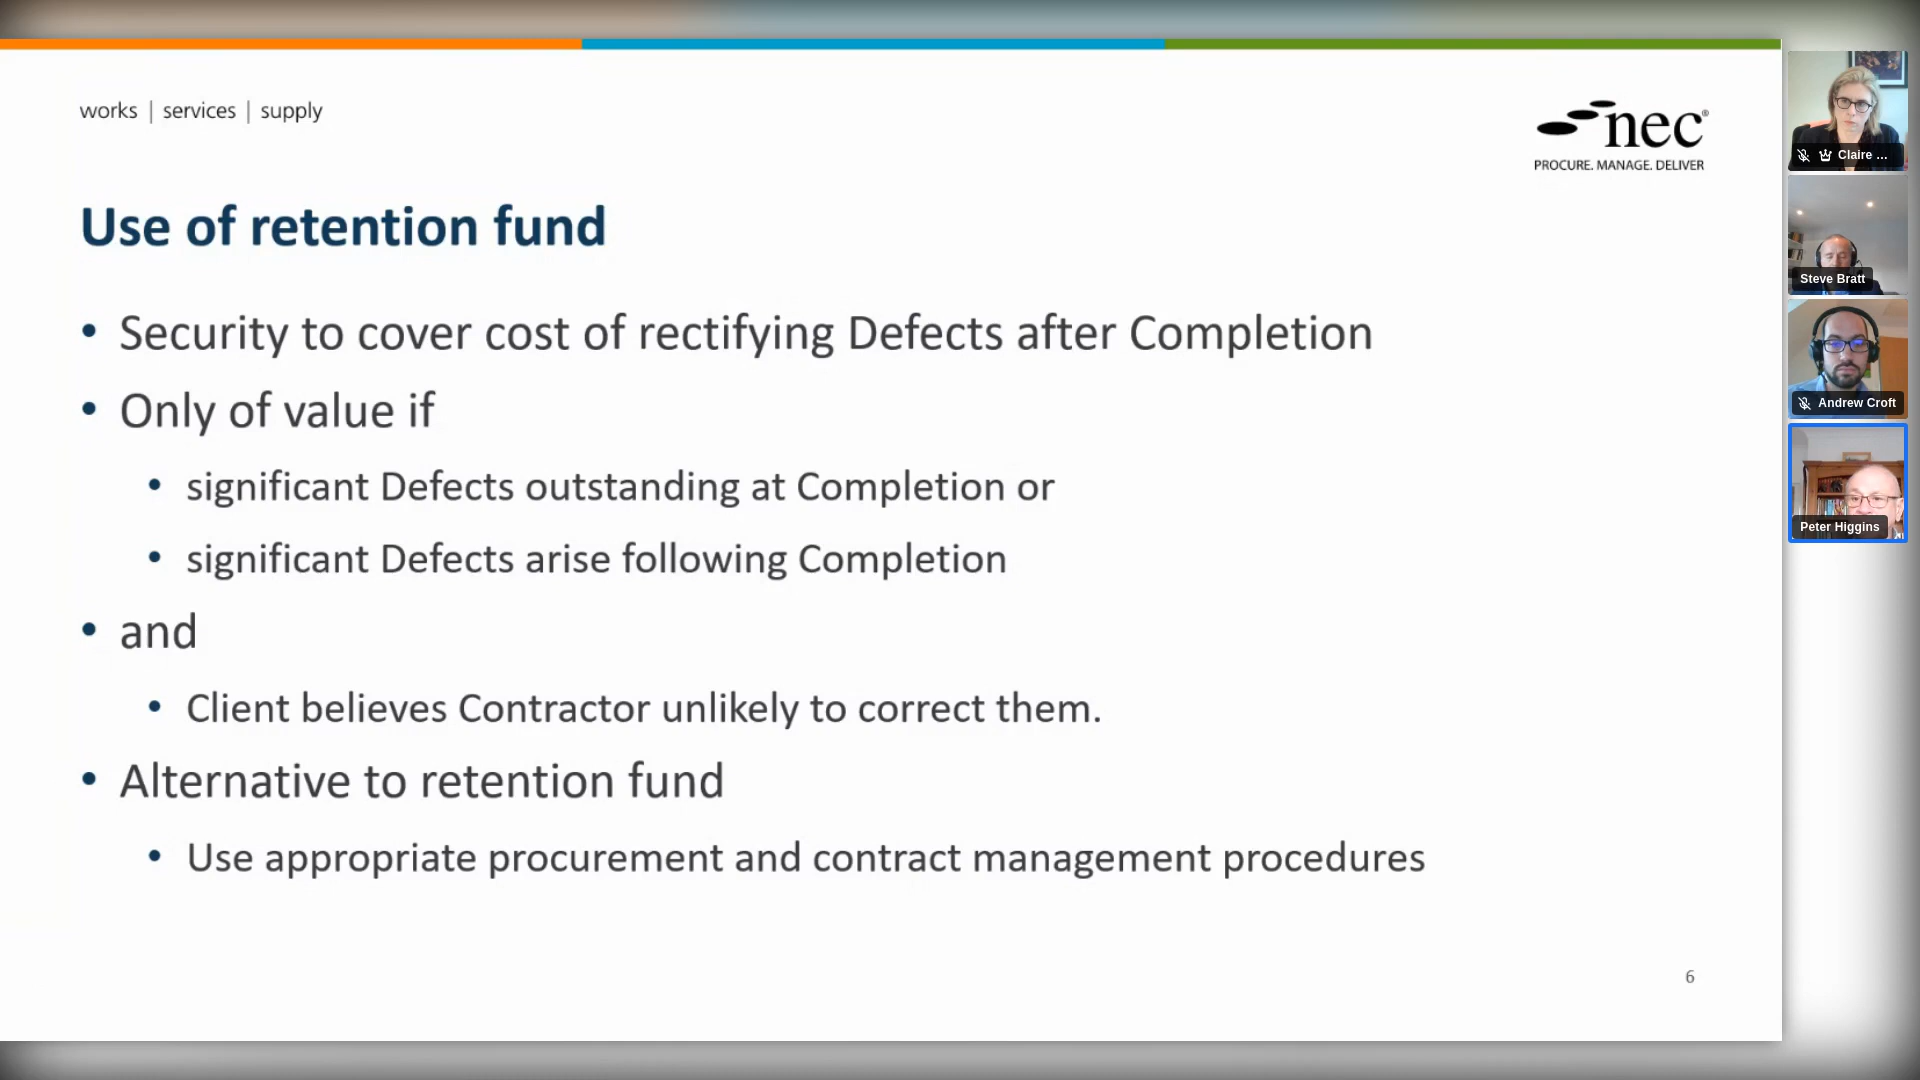 works | services | supply
nec®
PROCURE. MANAGE. DELIVER
Use of retention fund
• Security to cover cost of rectifying Defects after Completion
• Only of value if
• significant Defects outstanding at Completion or
• significant Defects arise following Completion
• and
• Client believes Contractor unlikely to correct them.
• Alternative to retention fund
• Use appropriate procurement and contract management procedures
6
Claire ...
Steve Bratt
Andrew Croft
Peter Higgins